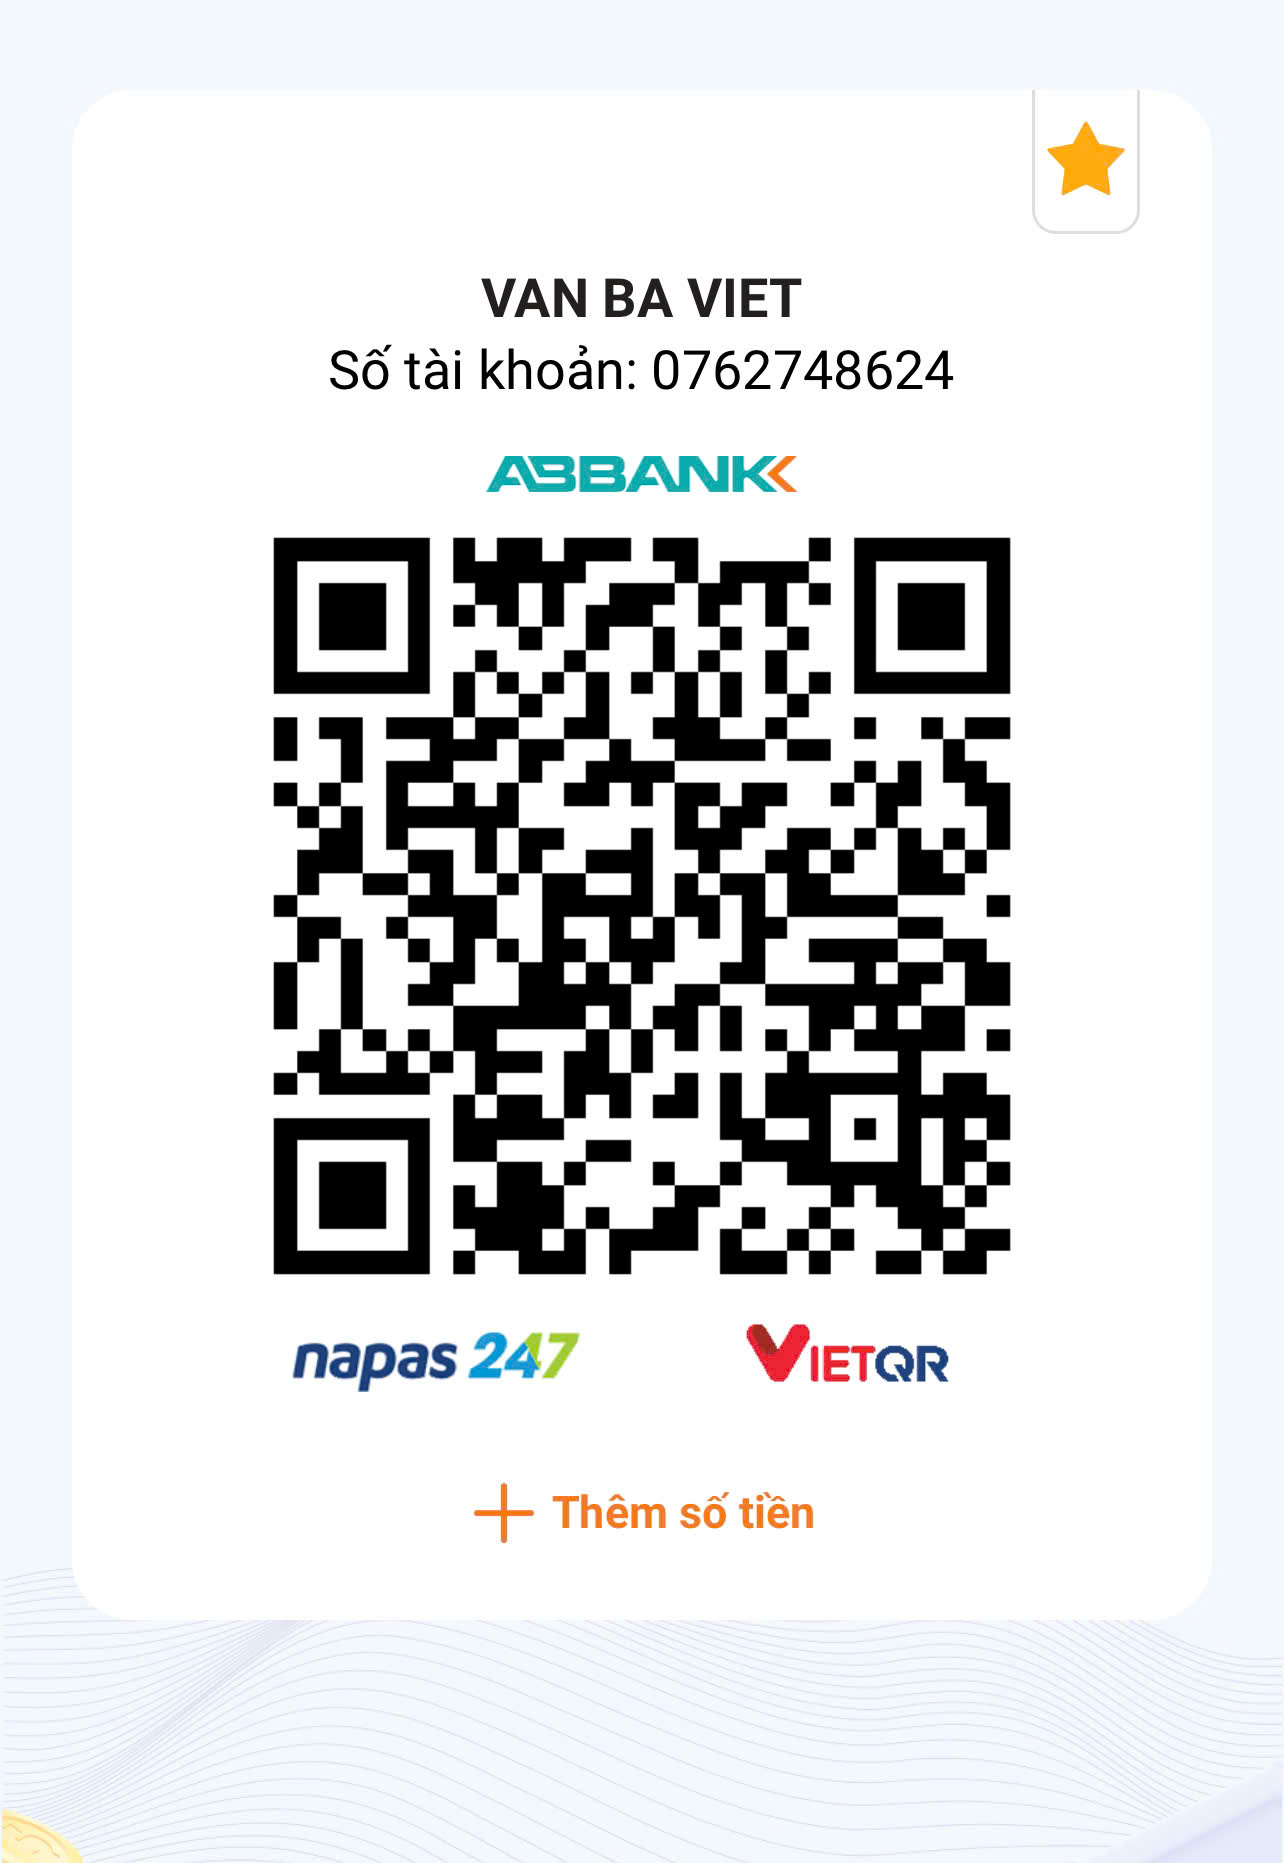 VAN BA VIET
Số tài khoản: 0762748624
ABBANK
napas 247
VIETQR
Thêm số tiền